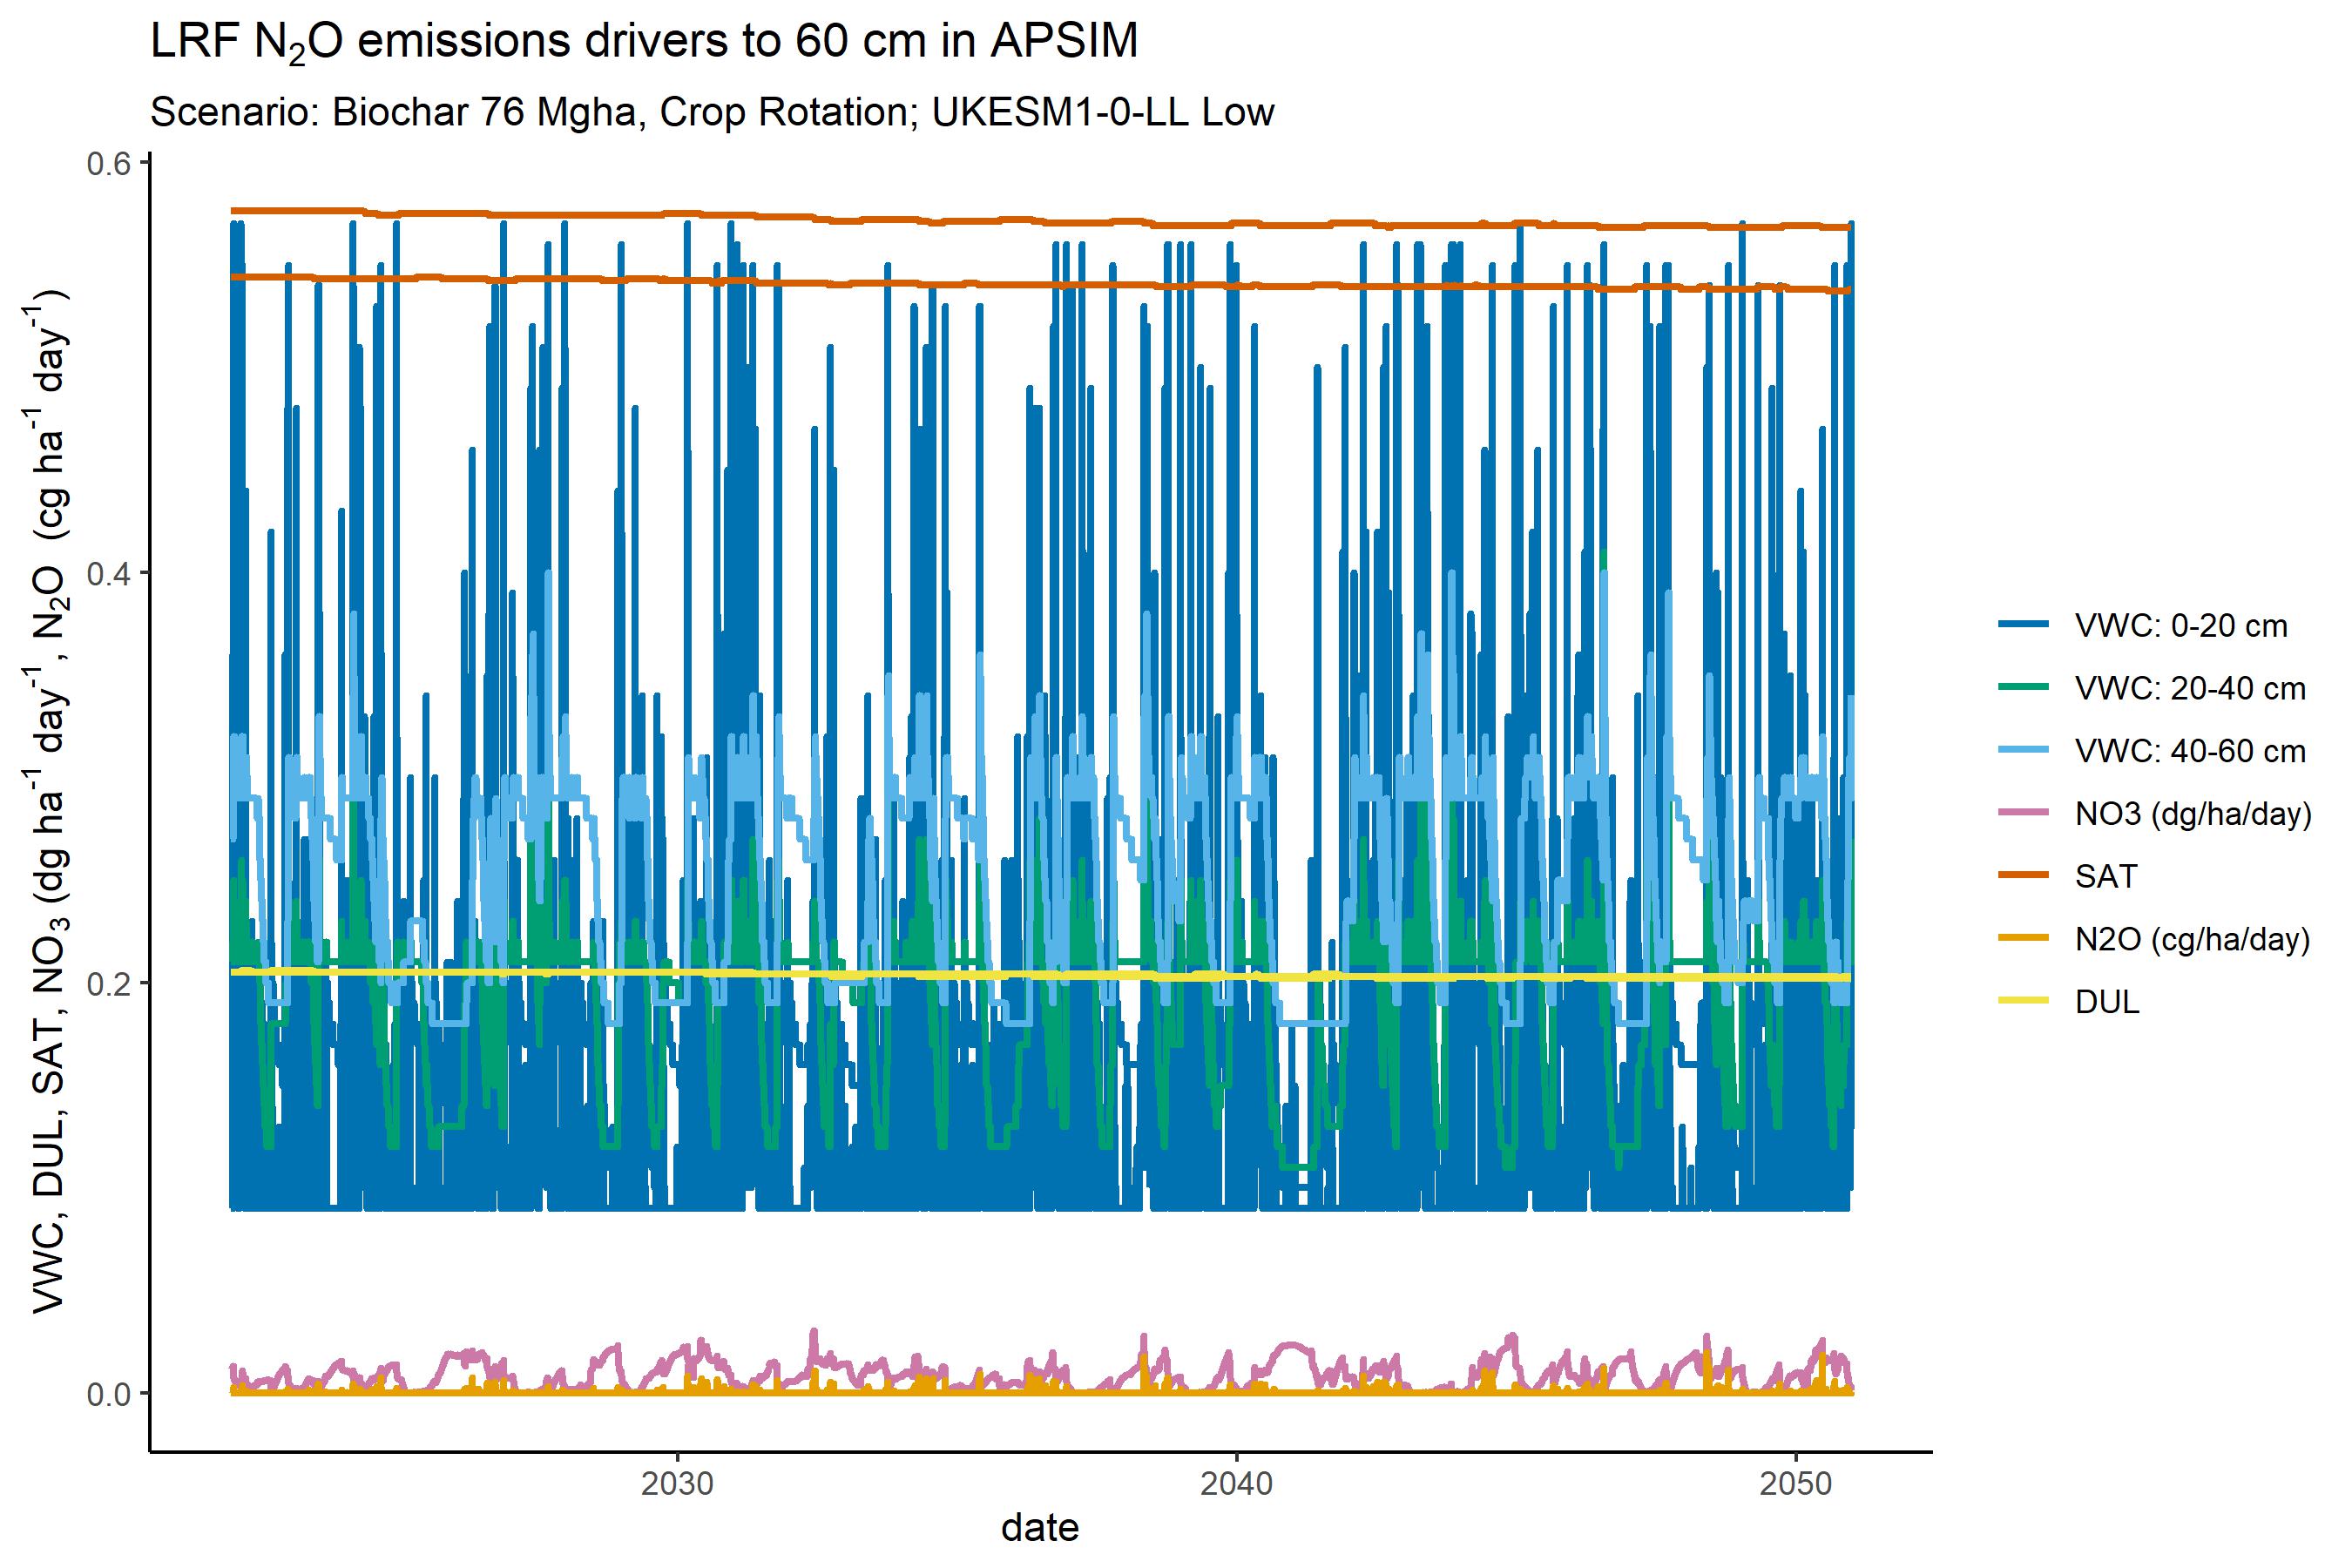 LRF N₂O emissions drivers to 60 cm in APSIM
Scenario: Biochar 76 Mgha, Crop Rotation; UKESM1-0-LL Low
VWC, DUL, SAT, NO₃ (dg ha⁻¹ day⁻¹, N₂O (cg ha⁻¹ day⁻¹)
0.6
0.4
0.2
0.0
2030
2040
2050
date
VWC: 0-20 cm
VWC: 20-40 cm
VWC: 40-60 cm
NO3 (dg/ha/day)
SAT
N2O (cg/ha/day)
DUL